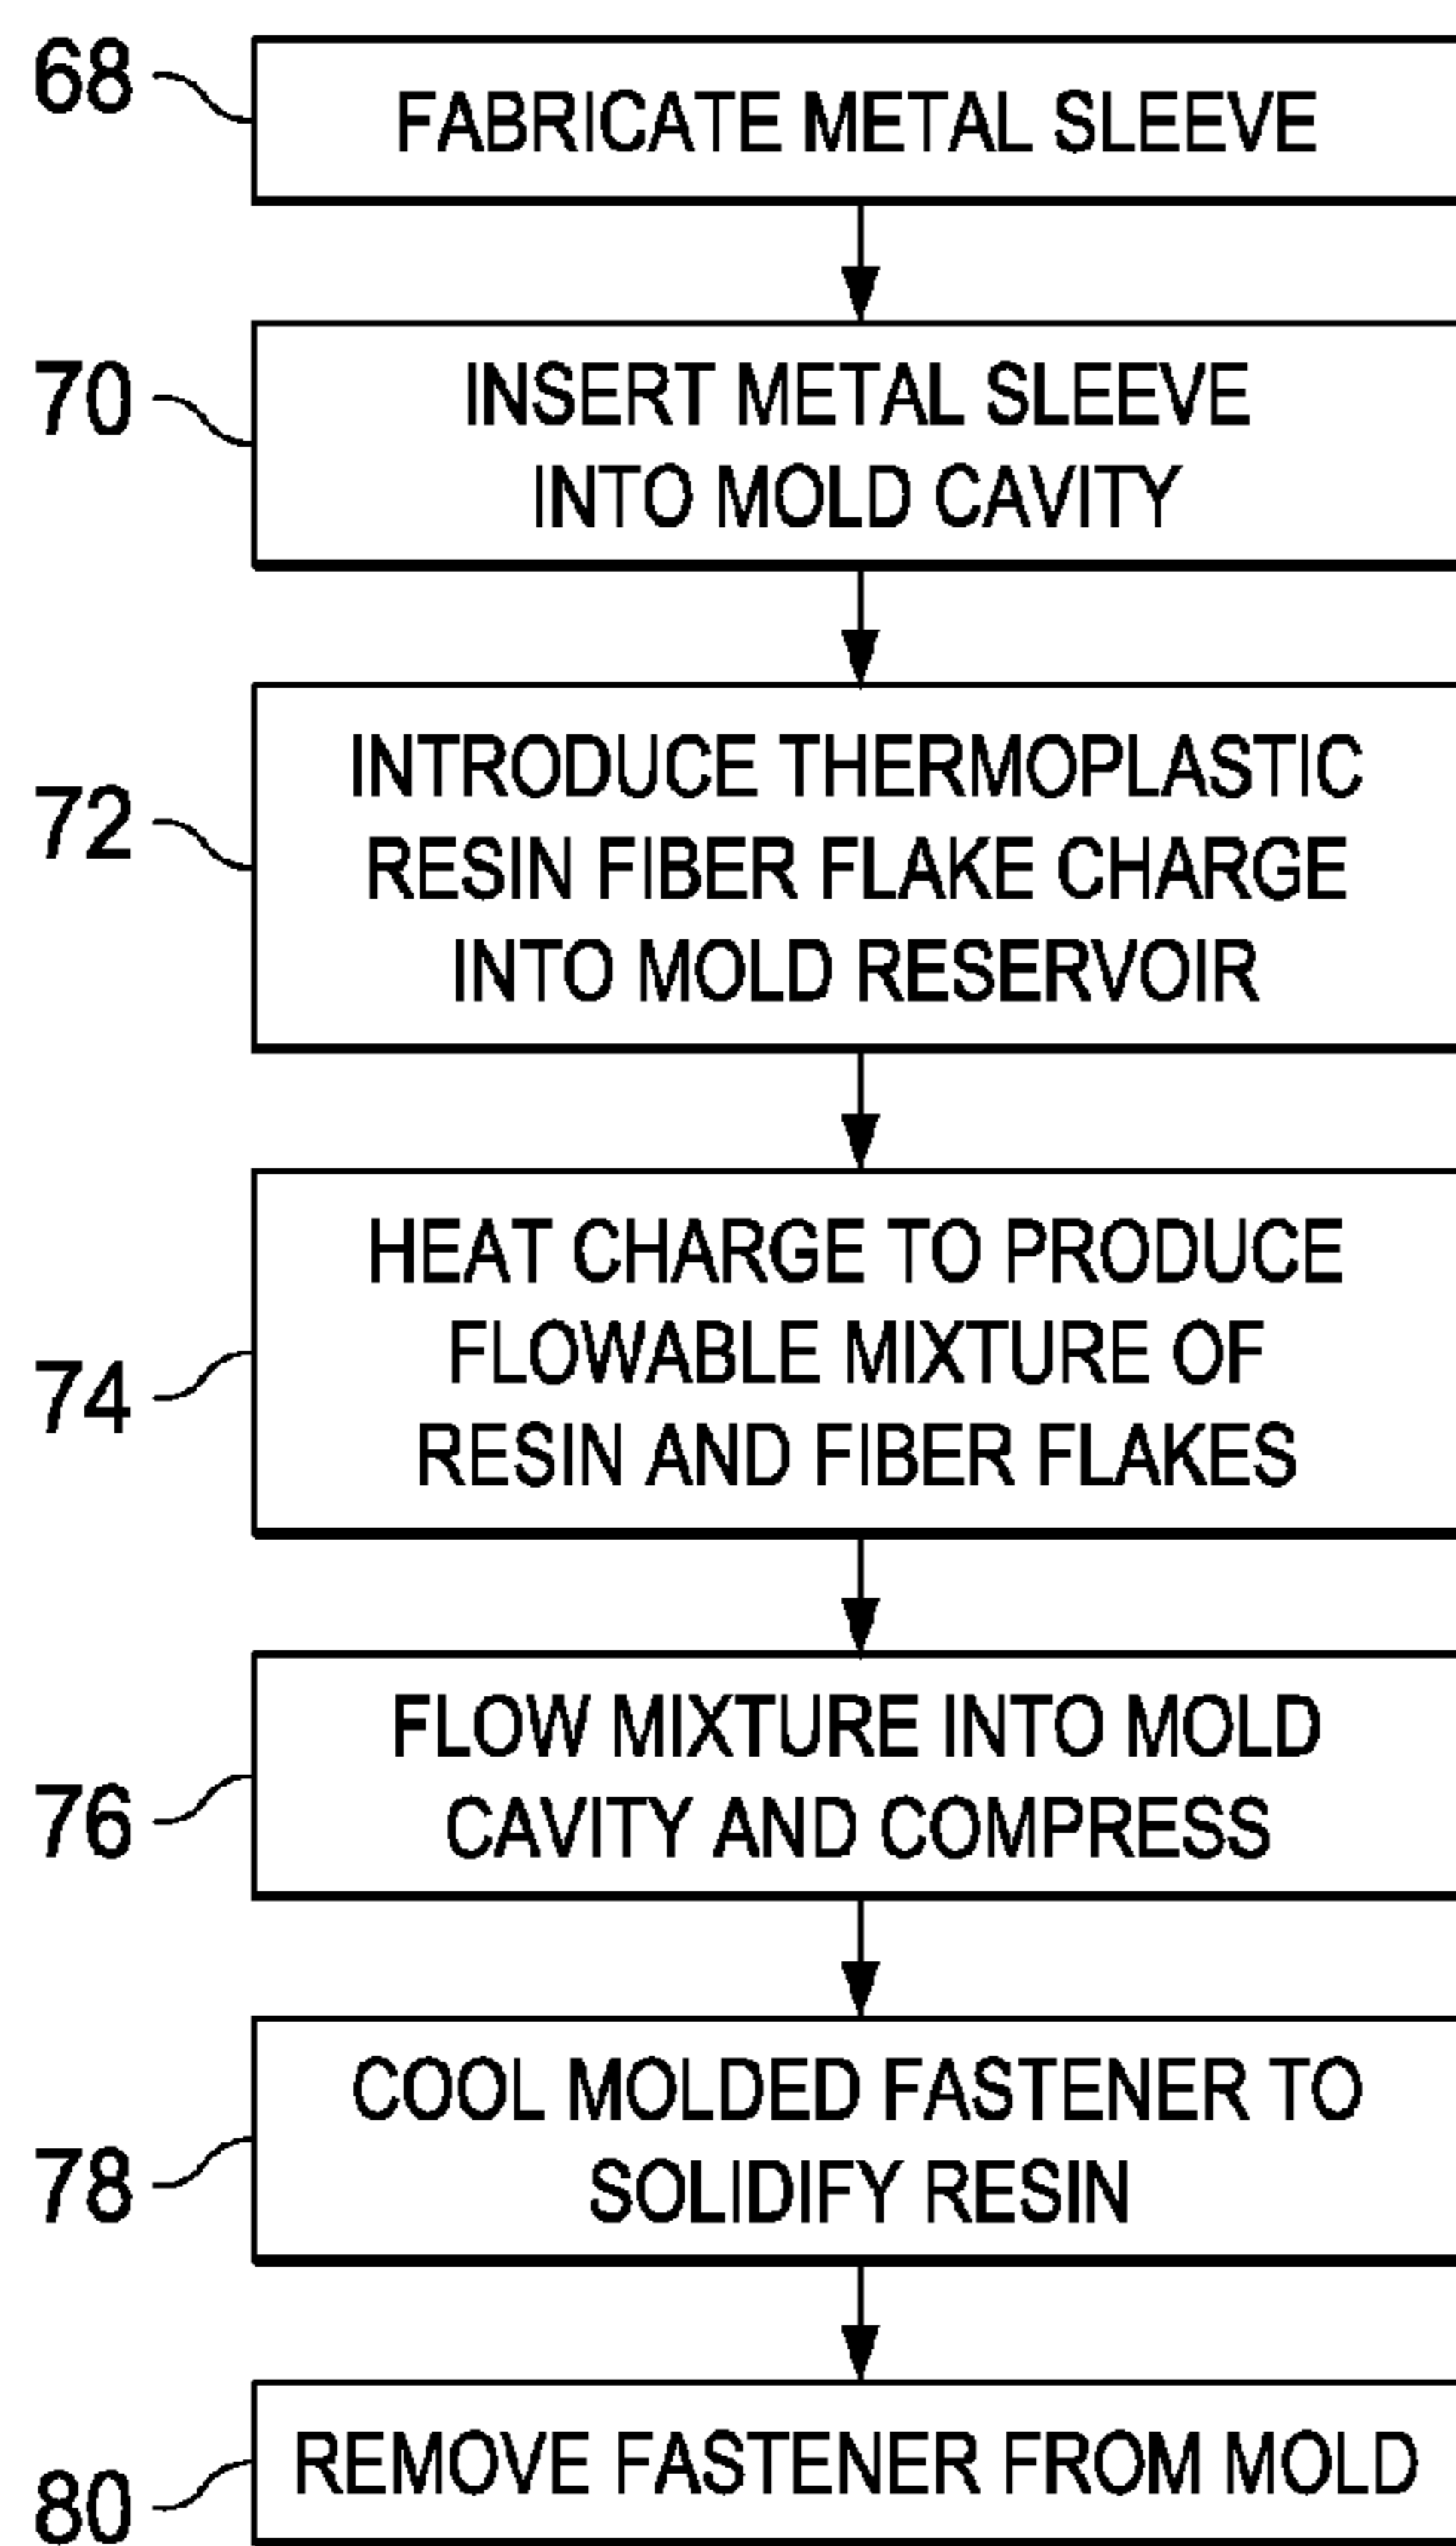 68
FABRICATE METAL SLEEVE
70
INSERT METAL SLEEVE
INTO MOLD CAVITY
72
INTRODUCE THERMOPLASTIC
RESIN FIBER FLAKE CHARGE
INTO MOLD RESERVOIR
74
HEAT CHARGE TO PRODUCE
FLOWABLE MIXTURE OF
RESIN AND FIBER FLAKES
76
FLOW MIXTURE INTO MOLD
CAVITY AND COMPRESS
78
COOL MOLDED FASTENER TO
SOLIDIFY RESIN
80
REMOVE FASTENER FROM MOLD